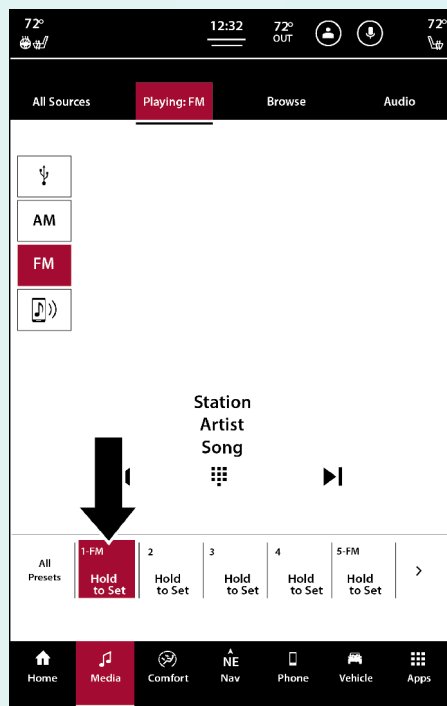 72°
12:32
72°
OUT
72°
All Sources
Playing: FM
Browse
Audio
AM
FM
Station
Artist
Song
All
Presets
1-FM
Hold
to Set
2
Hold
to Set
3
Hold
to Set
4
Hold
to Set
5-FM
Hold
to Set
Home
Media
Comfort
N
NE
Nav
Phone
Vehicle
Apps